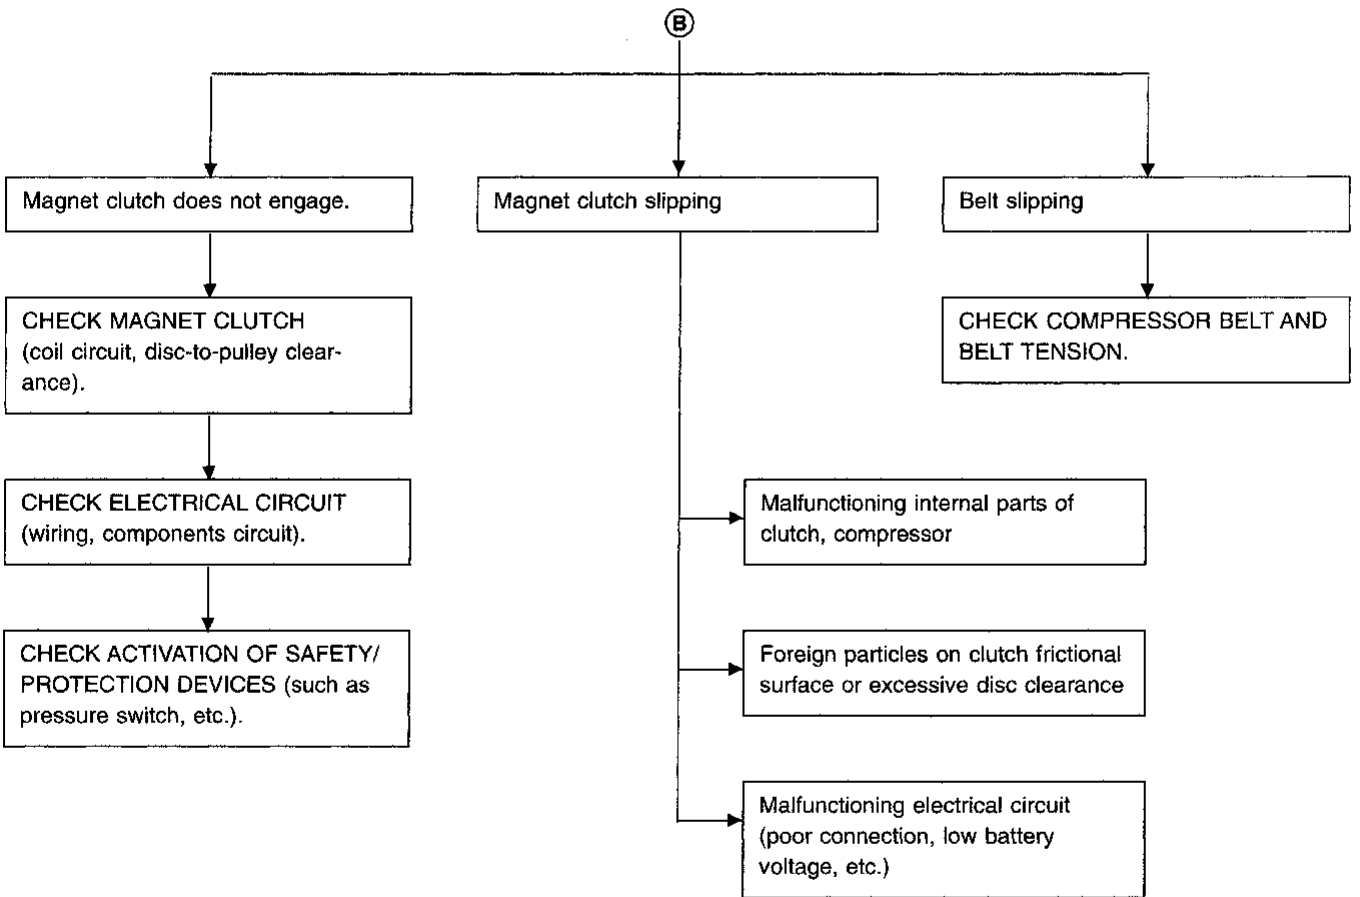 B
Magnet clutch does not engage.
Magnet clutch slipping
Belt slipping
CHECK MAGNET CLUTCH
(coil circuit, disc-to-pulley clear-
ance).
CHECK COMPRESSOR BELT AND
BELT TENSION.
CHECK ELECTRICAL CIRCUIT
(wiring, components circuit).
Malfunctioning internal parts of
clutch, compressor
CHECK ACTIVATION OF SAFETY/
PROTECTION DEVICES (such as
pressure switch, etc.).
Foreign particles on clutch frictional
surface or excessive disc clearance
Malfunctioning electrical circuit
(poor connection, low battery
voltage, etc.)